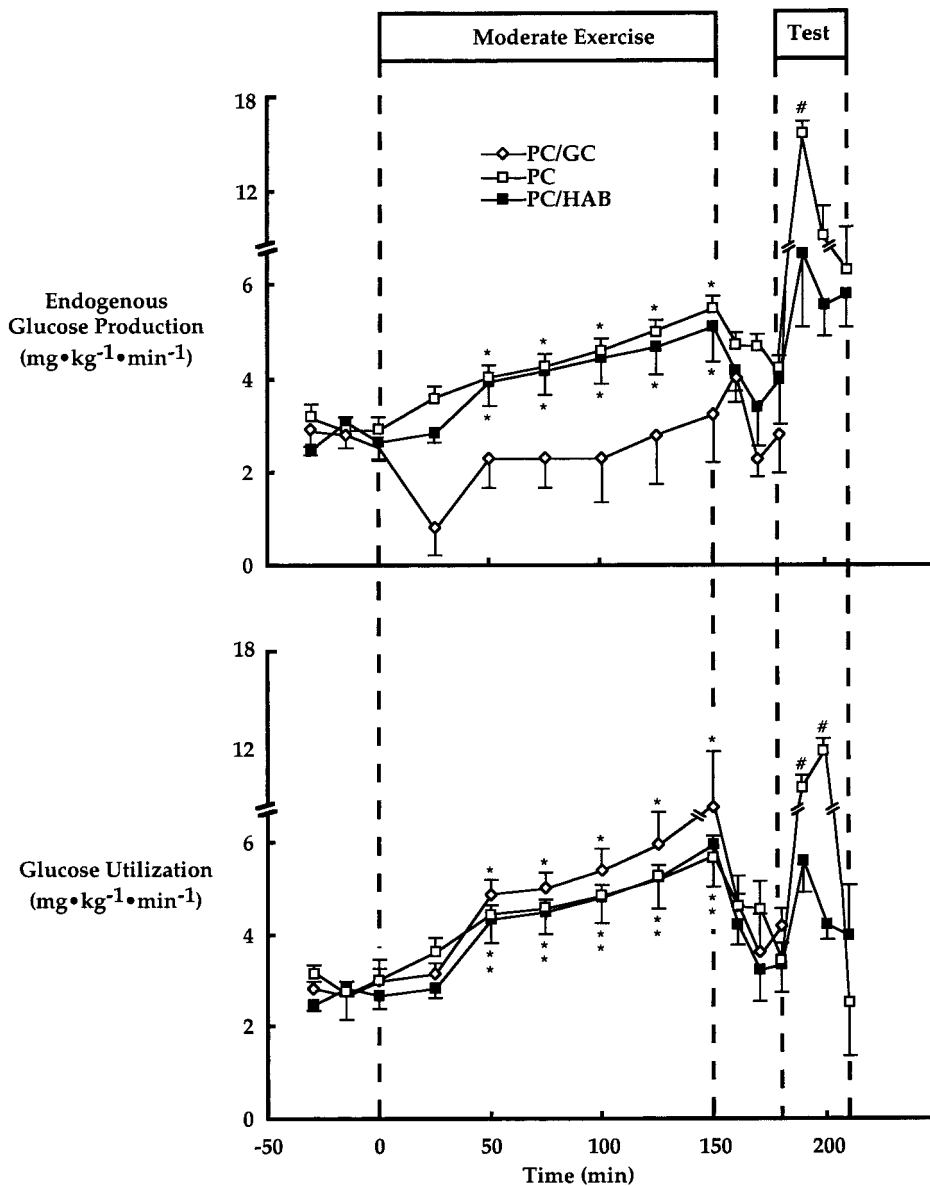 Moderate Exercise
Test
18
12
6
4
2
0
Endogenous
Glucose Production
(mg•kg-1•min-1)
PC/GC
PC
PC/HAB
#
* * * * *
* * * * *
18
12
6
4
2
0
Glucose Utilization
(mg•kg-1•min-1)
# #
* * * * *
* * * * *
* * * * *
-50 0 50 100 150 200
Time (min)